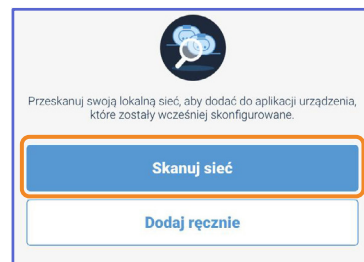 Przeskanuj swoją lokalną sieć, aby dodać do aplikacji urządzenia,
które zostały wcześniej skonfigurowane.
Skanuj sieć
Dodaj ręcznie